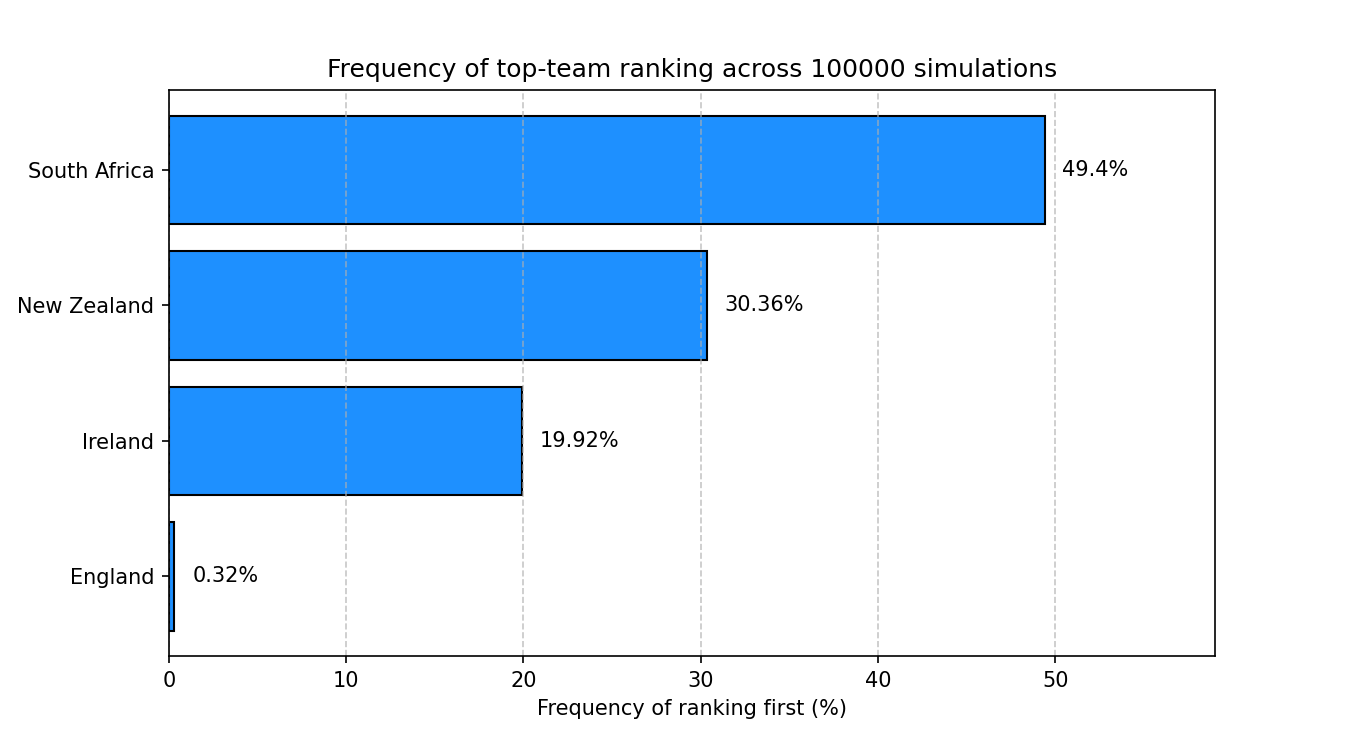 Frequency of top-team ranking across 100000 simulations
South Africa
49.4%
New Zealand
30.36%
Ireland
19.92%
England
0.32%
0 10 20 30 40 50
Frequency of ranking first (%)